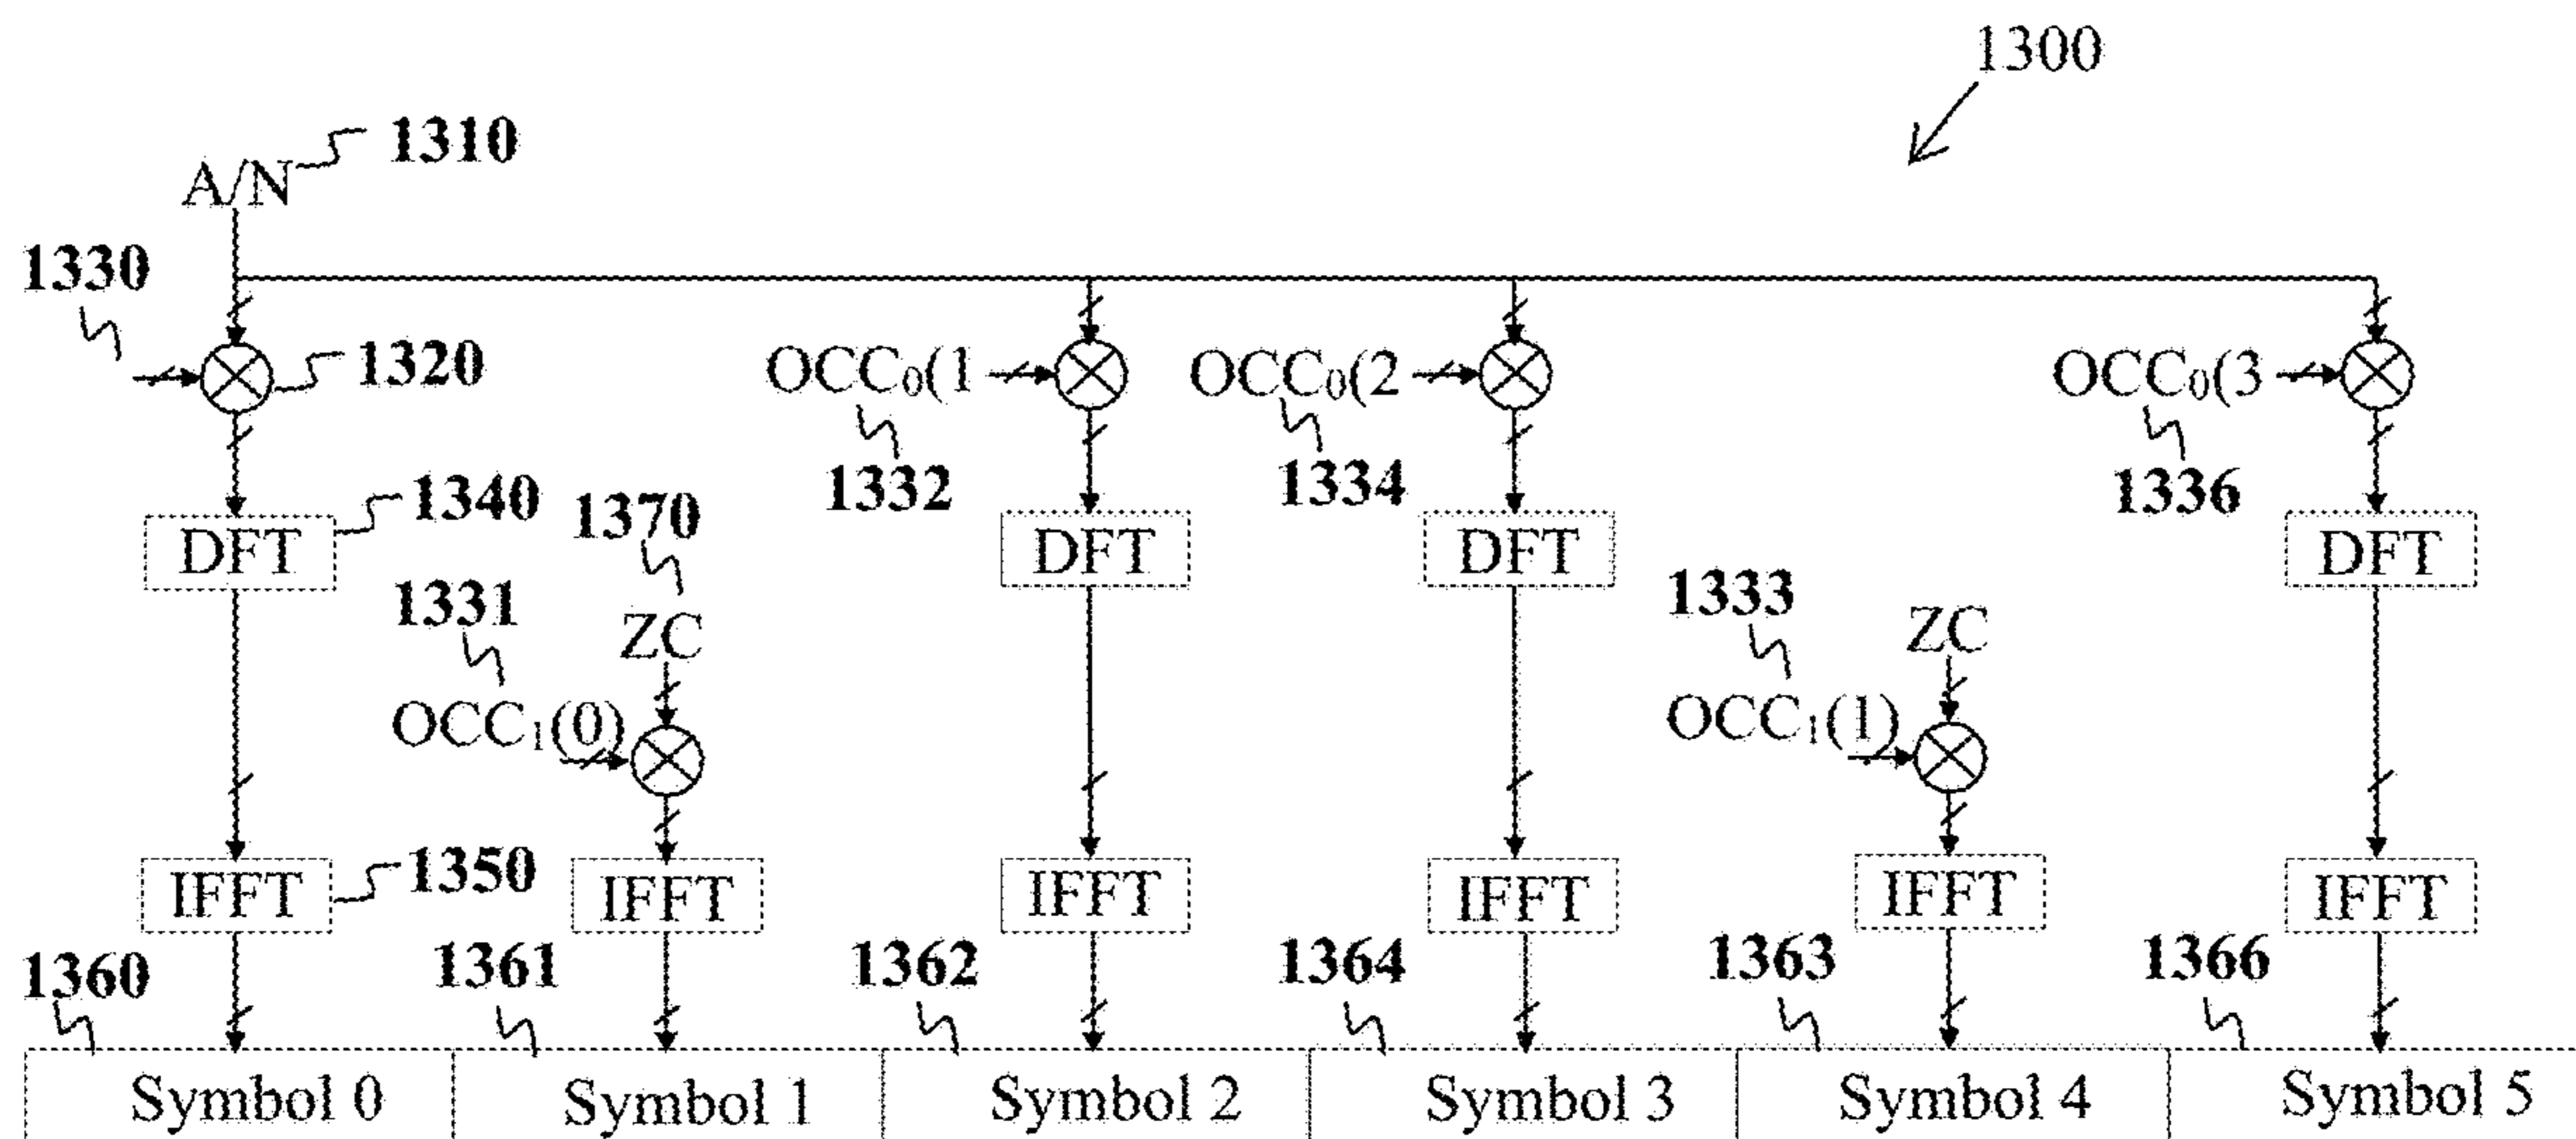 1300
1310
A/N
1330
1320
OCC₀(1
OCC₀(2
OCC₀(3
1332
1334
1336
1340
1370
DFT
DFT
DFT
DFT
1331
1333
ZC
ZC
OCC₁(0)
OCC₁(1)
1350
IFFT
IFFT
IFFT
IFFT
IFFT
IFFT
1360
1361
1362
1364
1363
1366
Symbol 0
Symbol 1
Symbol 2
Symbol 3
Symbol 4
Symbol 5